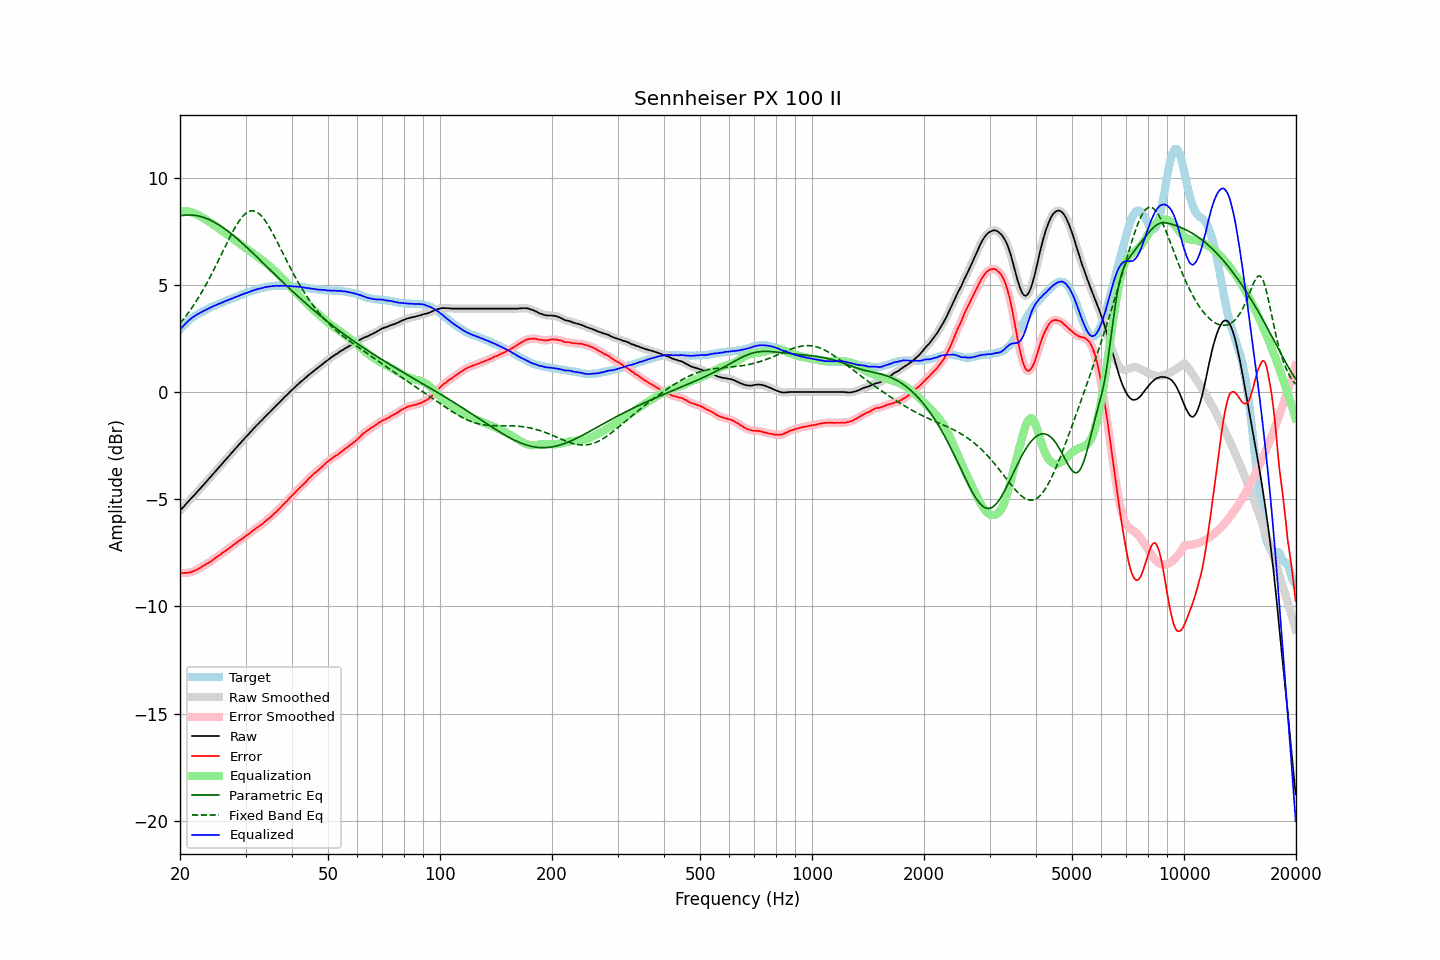 Sennheiser PX 100 II
Amplitude (dBr)
10
5
0
−5
−10
−15
−20
Target
Raw Smoothed
Error Smoothed
Raw
Error
Equalization
Parametric Eq
Fixed Band Eq
Equalized
20 50 100 200 500 1000 2000 5000 10000 20000
Frequency (Hz)